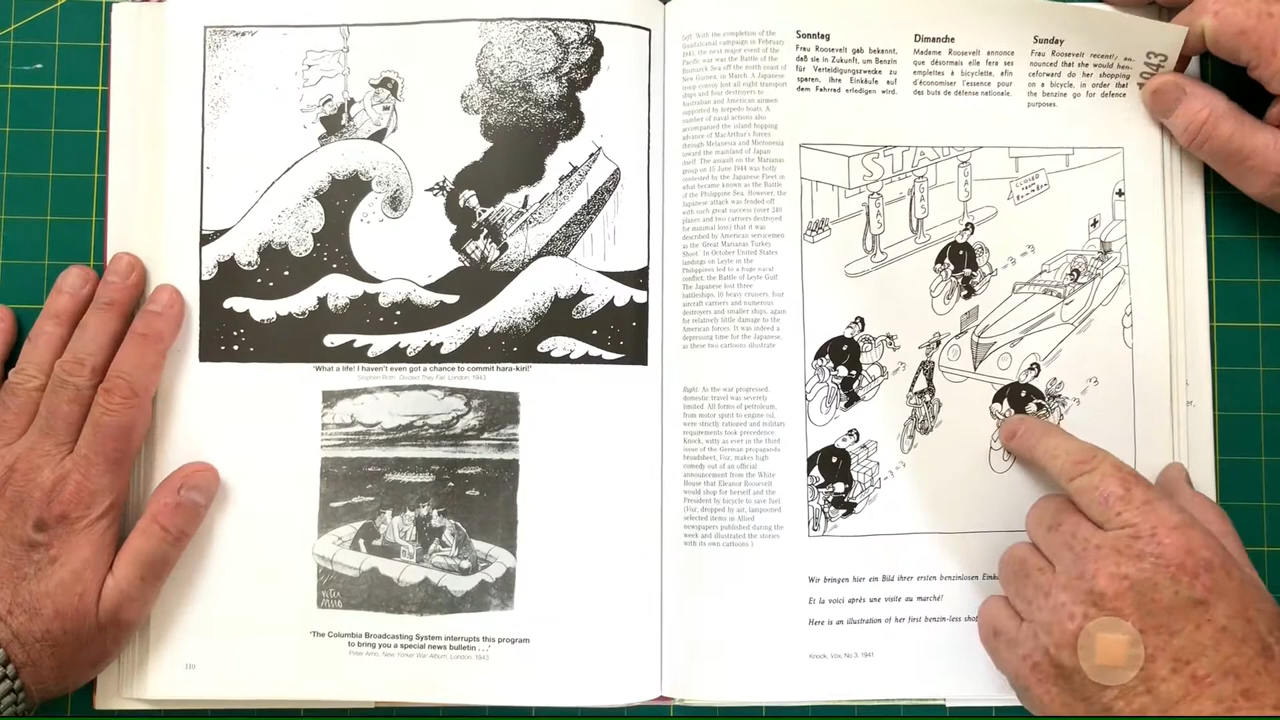 STEPHEN
'What a life! I haven't even got a chance to commit hara-kiri!'
Stephen Roth, Divided They Fall, London, 1943
PETER
ARNO
'The Columbia Broadcasting System interrupts this program
to bring you a special news bulletin . . .'
Peter Arno, New Yorker War Album, London, 1943
110
Left: With the completion of the
Guadalcanal campaign in February
1943, the next major event of the
Pacific war was the Battle of the
Bismarck Sea off the north coast of
New Guinea, in March. A Japanese
troop convoy lost all eight transport
ships and four destroyers to
Australian and American airmen
supported by torpedo boats. A
number of naval actions also
accompanied the island hopping
advance of MacArthur's forces
through Melanesia and Micronesia
toward the mainland of Japan
itself. The assault on the Marianas
group on 15 June 1944 was hotly
contested by the Japanese Fleet in
what became known as the Battle
of the Philippine Sea. However, the
Japanese attack was fended off
with such great success (over 240
planes and two carriers destroyed
for minimal loss) that it was
described by American servicemen
as the 'Great Marianas Turkey
Shoot.' In October United States
landings on Leyte in the
Philippines led to a huge naval
conflict, the Battle of Leyte Gulf.
The Japanese lost three
battleships, 10 heavy cruisers, four
aircraft carriers and numerous
destroyers and smaller ships, again
for relatively little damage to the
American forces. It was indeed a
depressing time for the Japanese,
as these two cartoons illustrate
Right: As the war progressed,
domestic travel was severely
limited. All forms of petroleum,
from motor spirit to engine oil,
were strictly rationed and military
requirements took precedence.
Knock, witty as ever in the third
issue of the German propaganda
broadsheet, Vox, makes high
comedy out of an official
announcement from the White
House that Eleanor Roosevelt
would shop for herself and the
President by bicycle to save fuel
(Vox, dropped by air, lampooned
selected items in Allied
newspapers published during the
week and illustrated the stories
with its own cartoons.)
Sonntag
Frau Roosevelt gab bekannt,
daß sie in Zukunft, um Benzin
für Verteidigungszwecke zu
sparen, ihre Einkäufe auf
dem Fahrrad erledigen wird.
Dimanche
Madame Roosevelt annonce
que désormais elle fera ses
emplettes à bicyclette, afin
d'économiser l'essence pour
des buts de défense nationale.
Sunday
Frau Roosevelt recently an-
nounced that she would hen-
ceforward do her shopping
on a bicycle, in order that
the benzine go for defence
purposes.
1943
STAN
GAS
GAS
GAS
CLOSED
FROM
Wir bringen hier ein Bild ihrer ersten benzinlosen
Et la voici après une visite au marché!
Here is an illustration of her first benzin-less
Knock, Vox, No 3, 1941